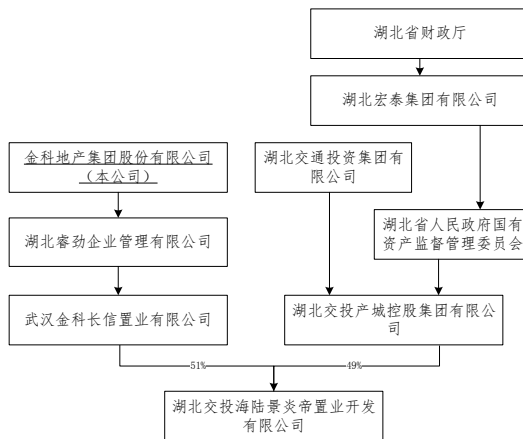 湖北省财政厅
湖北宏泰集团有限公司
金科地产集团股份有限公司
（本公司）
湖北交通投资集团有
限公司
湖北睿劲企业管理有限公司
湖北省人民政府国有
资产监督管理委员会
武汉金科长信置业有限公司
湖北交投产城控股集团有限公
司
51%
49%
湖北交投海陆景炎帝置业开发
有限公司